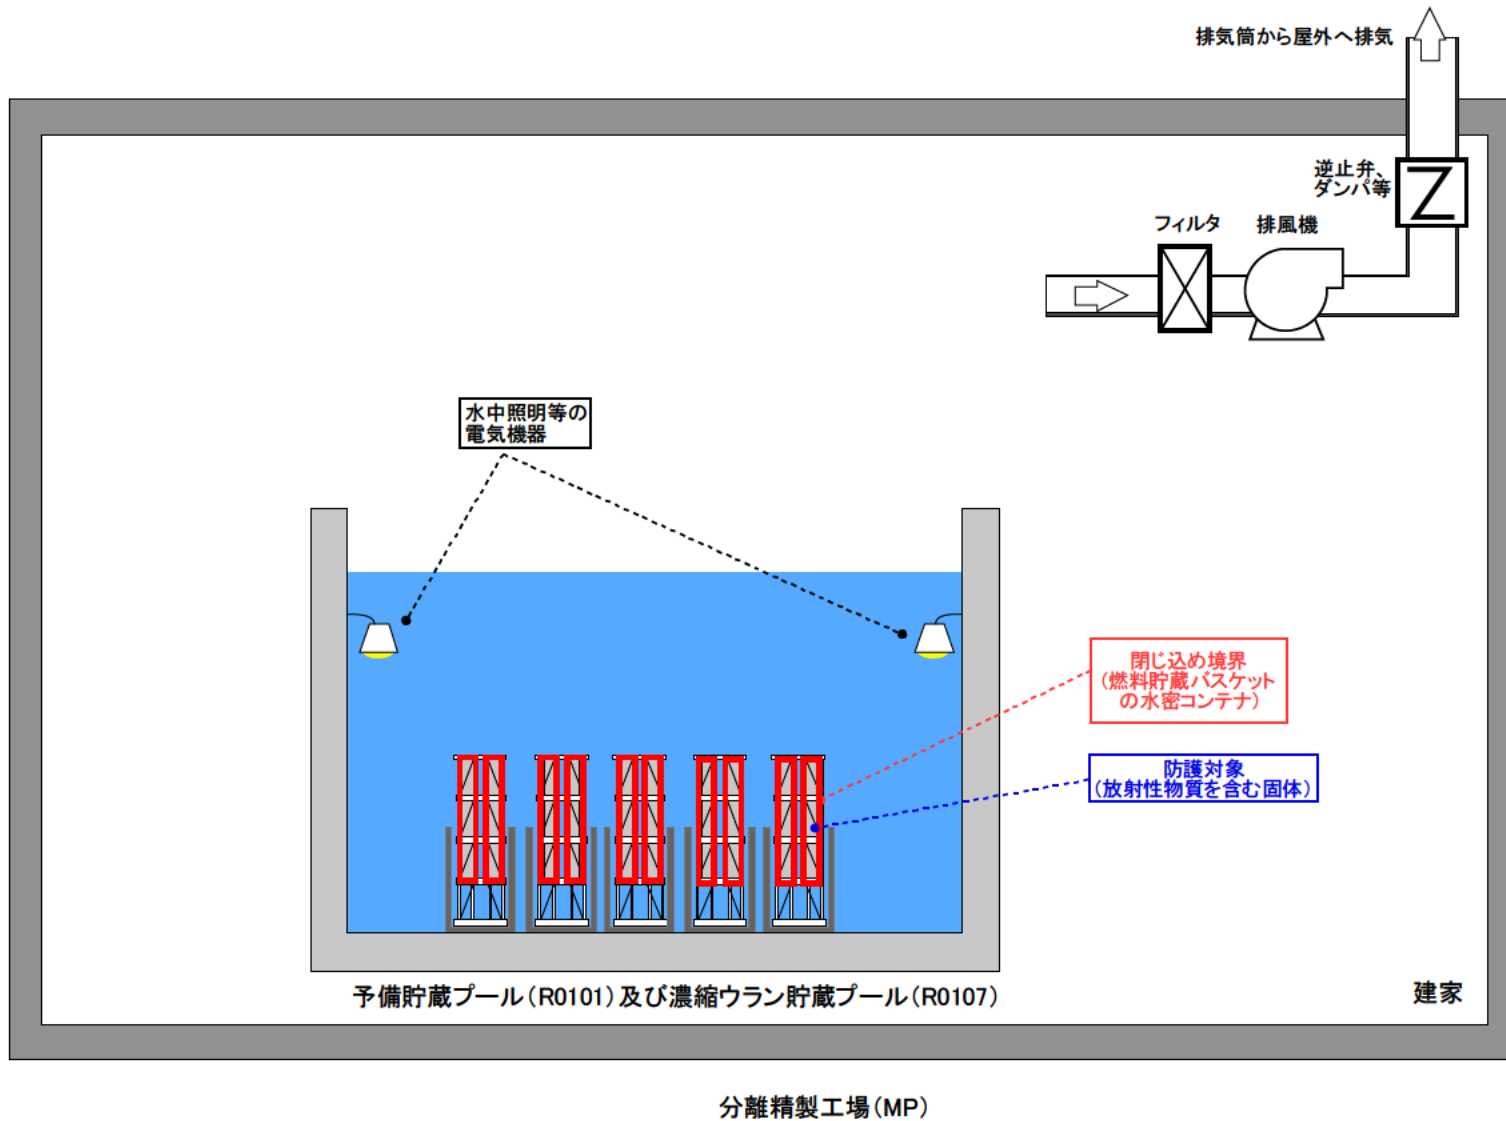 排気筒から屋外へ排気
逆止弁、
ダンパ等
フィルタ
排風機
水中照明等の
電気機器
閉じ込め境界
(燃料貯蔵バスケット
の水密コンテナ)
防護対象
(放射性物質を含む固体)
予備貯蔵プール(R0101)及び濃縮ウラン貯蔵プール(R0107)
建家
分離精製工場(MP)